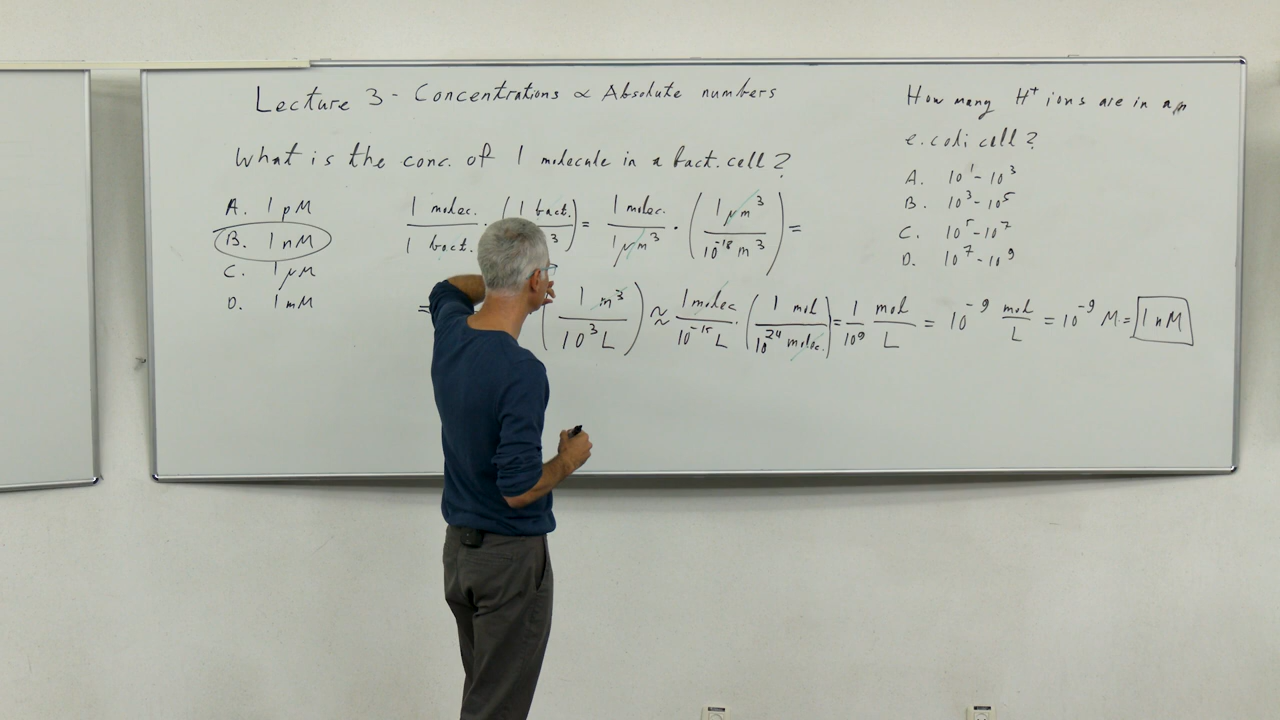 Lecture 3 - Concentrations ∝ Absolute numbers
What is the conc. of 1 molecule in a bact. cell?
A. 1 pM
B. 1 nM
C. 1 μM
D. 1 mM
1 molec. / 1 bact. · (1 bact. / 3) = 1 molec. / 1 μm³ · (1 μm³ / 10⁻¹⁸ m³) =
= (1 m³ / 10³ L) ≈ 1 molec / 10⁻¹⁵ L · (1 mol / 10²⁴ molec.) = 1 / 10⁹ mol / L = 10⁻⁹ mol / L = 10⁻⁹ M = 1 nM
How many H⁺ ions are in an
e.coli cell?
A. 10¹ - 10³
B. 10³ - 10⁵
C. 10⁵ - 10⁷
D. 10⁷ - 10⁹